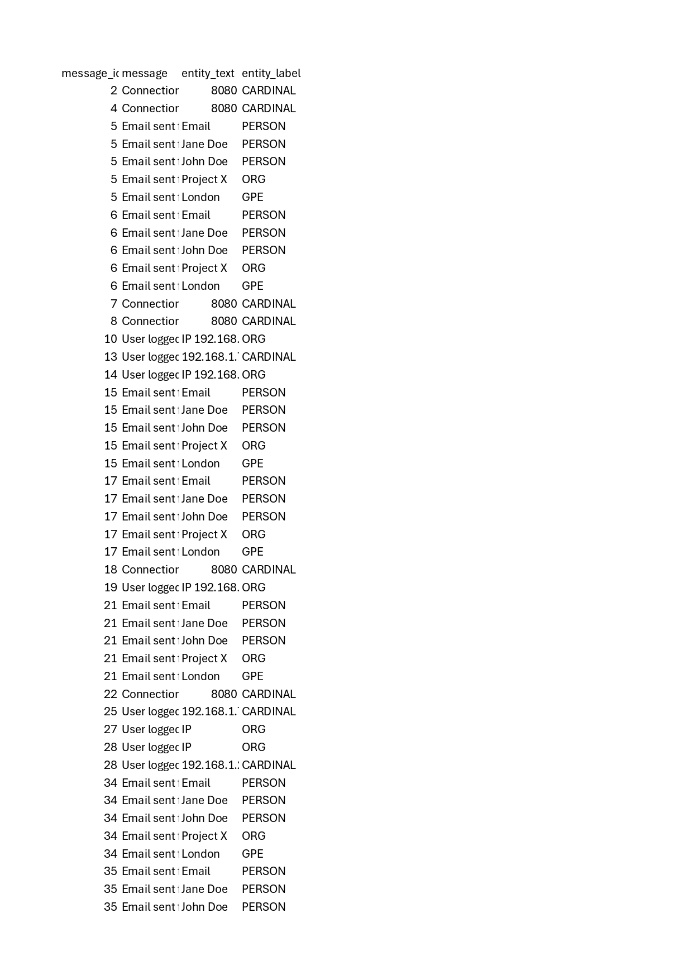 message_ic message entity_text entity_label
2 Connectior 8080 CARDINAL
4 Connectior 8080 CARDINAL
5 Email sent Email PERSON
5 Email sent Jane Doe PERSON
5 Email sent John Doe PERSON
5 Email sent Project X ORG
5 Email sent London GPE
6 Email sent Email PERSON
6 Email sent Jane Doe PERSON
6 Email sent John Doe PERSON
6 Email sent Project X ORG
6 Email sent London GPE
7 Connectior 8080 CARDINAL
8 Connectior 8080 CARDINAL
10 User loggec IP 192.168. ORG
13 User loggec 192.168.1. CARDINAL
14 User loggec IP 192.168. ORG
15 Email sent Email PERSON
15 Email sent Jane Doe PERSON
15 Email sent John Doe PERSON
15 Email sent Project X ORG
15 Email sent London GPE
17 Email sent Email PERSON
17 Email sent Jane Doe PERSON
17 Email sent John Doe PERSON
17 Email sent Project X ORG
17 Email sent London GPE
18 Connectior 8080 CARDINAL
19 User loggec IP 192.168. ORG
21 Email sent Email PERSON
21 Email sent Jane Doe PERSON
21 Email sent John Doe PERSON
21 Email sent Project X ORG
21 Email sent London GPE
22 Connectior 8080 CARDINAL
25 User loggec 192.168.1. CARDINAL
27 User loggec IP ORG
28 User loggec IP ORG
28 User loggec 192.168.1. CARDINAL
34 Email sent Email PERSON
34 Email sent Jane Doe PERSON
34 Email sent John Doe PERSON
34 Email sent Project X ORG
34 Email sent London GPE
35 Email sent Email PERSON
35 Email sent Jane Doe PERSON
35 Email sent John Doe PERSON